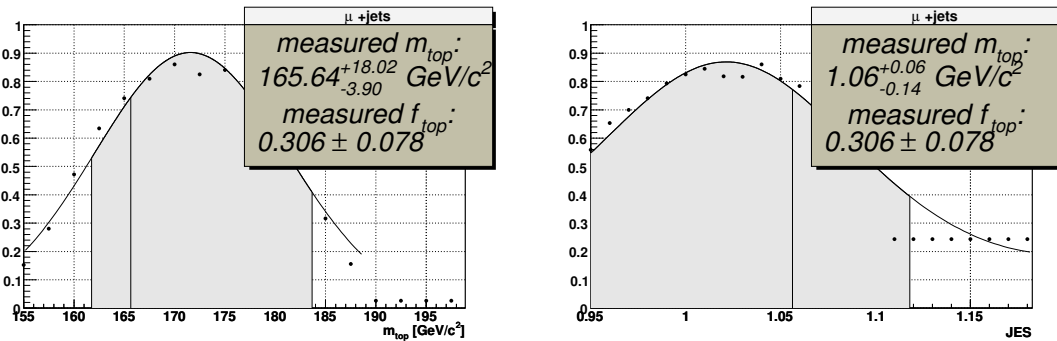 μ +jets
measured m_top:
165.64 +18.02 -3.90 GeV/c²
measured f_top:
0.306 ± 0.078
1
0.9
0.8
0.7
0.6
0.5
0.4
0.3
0.2
0.1
0
155 160 165 170 175 180 185 190 195
m_top [GeV/c²]
μ +jets
measured m_top:
1.06 +0.06 -0.14 GeV/c²
measured f_top:
0.306 ± 0.078
1
0.9
0.8
0.7
0.6
0.5
0.4
0.3
0.2
0.1
0
0.95 1 1.05 1.1 1.15
JES